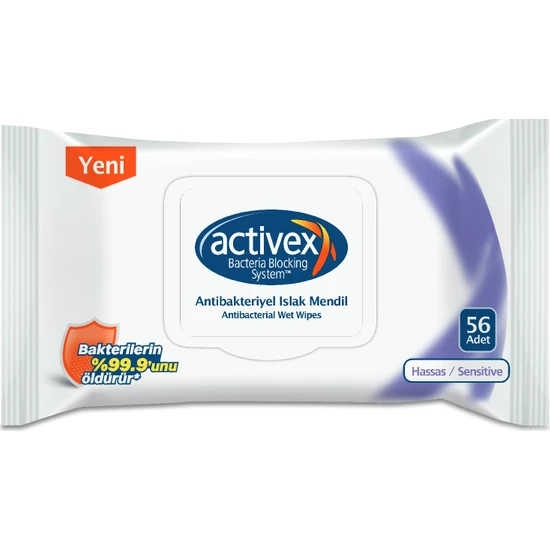 Yeni
activex
Bacteria Blocking
System™
Antibakteriyel Islak Mendil
Antibacterial Wet Wipes
56
Adet
Bakterilerin
%99.9'unu
öldürür*
Hassas / Sensitive